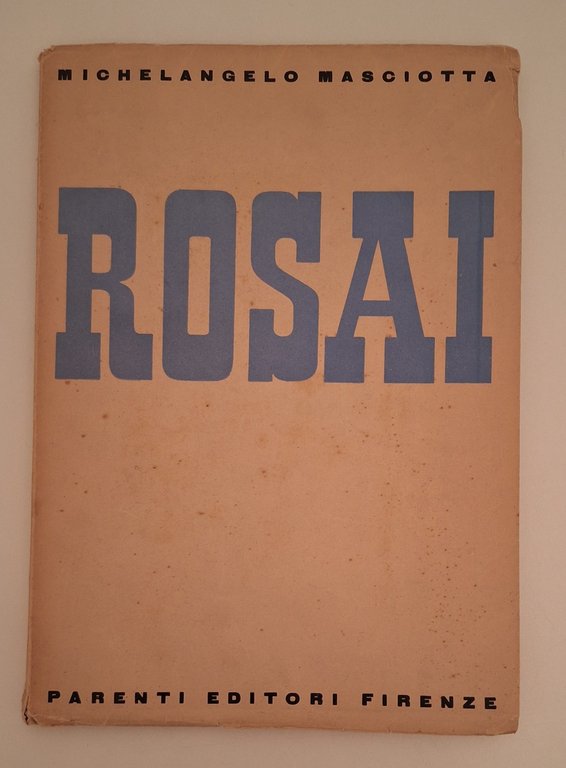 MICHELANGELO MASCIOTTA
ROSAI
PARENTI EDITORI FIRENZE